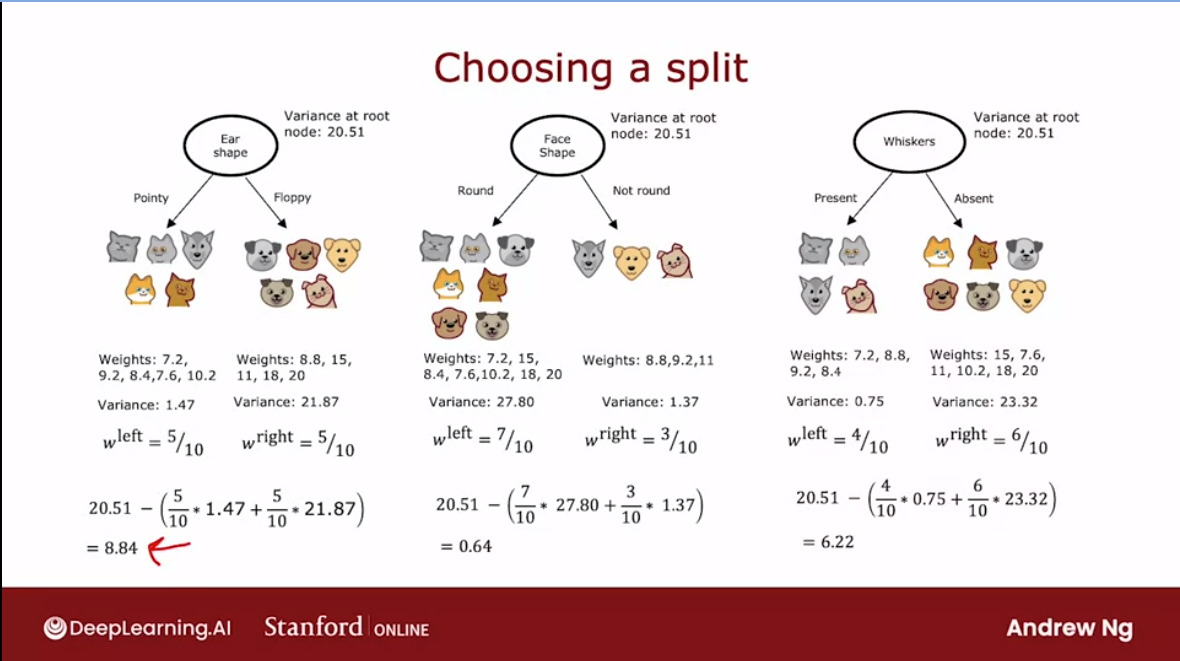 Choosing a split
Ear
shape
Variance at root
node: 20.51
Pointy
Floppy
Weights: 7.2,
9.2, 8.4,7.6, 10.2
Weights: 8.8, 15,
11, 18, 20
Variance: 1.47
Variance: 21.87
w^left = 5/10
w^right = 5/10
20.51 − (5/10 * 1.47 + 5/10 * 21.87)
= 8.84
Face
Shape
Variance at root
node: 20.51
Round
Not round
Weights: 7.2, 15,
8.4, 7.6,10.2, 18, 20
Weights: 8.8,9.2,11
Variance: 27.80
Variance: 1.37
w^left = 7/10
w^right = 3/10
20.51 − (7/10 * 27.80 + 3/10 * 1.37)
= 0.64
Whiskers
Variance at root
node: 20.51
Present
Absent
Weights: 7.2, 8.8,
9.2, 8.4
Weights: 15, 7.6,
11, 10.2, 18, 20
Variance: 0.75
Variance: 23.32
w^left = 4/10
w^right = 6/10
20.51 − (4/10 * 0.75 + 6/10 * 23.32)
= 6.22
DeepLearning.AI
Stanford ONLINE
Andrew Ng